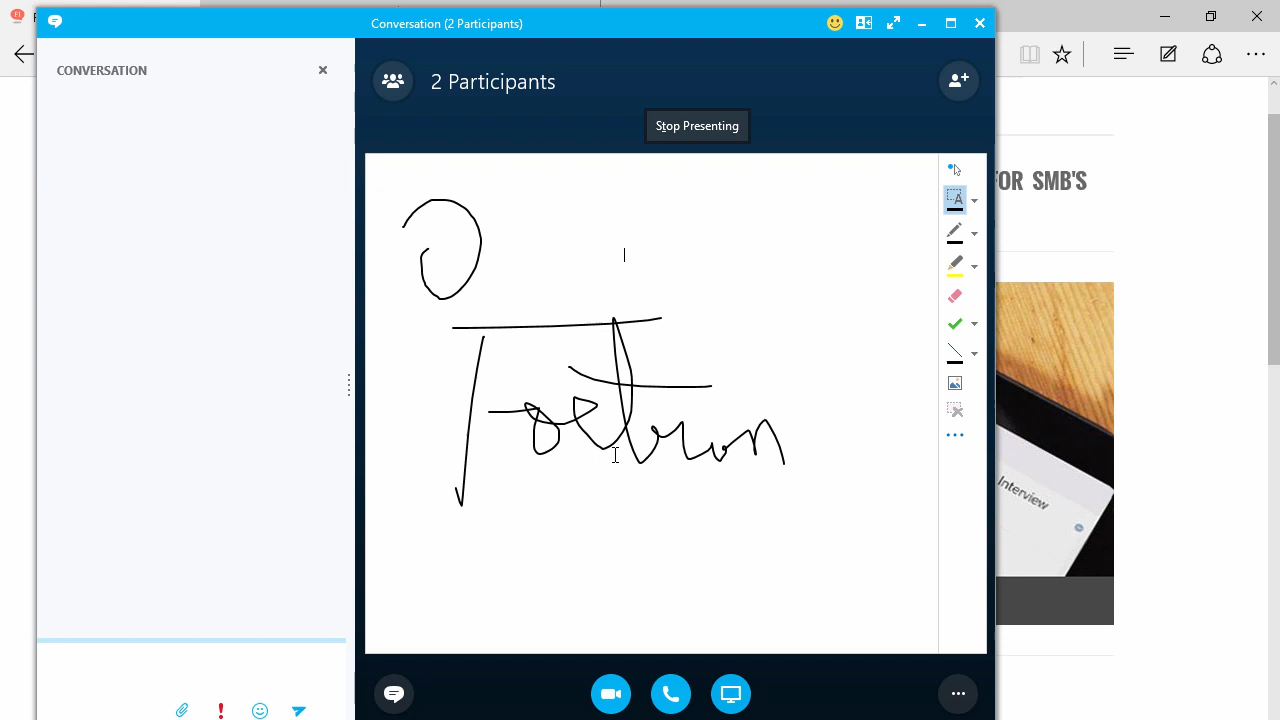 Conversation (2 Participants)
CONVERSATION
2 Participants
Stop Presenting
FOR SMB'S
Interview